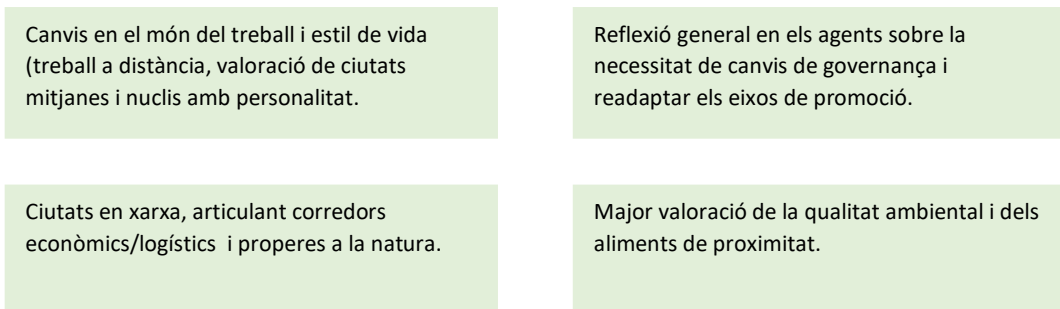 Canvis en el món del treball i estil de vida
(treball a distància, valoració de ciutats
mitjanes i nuclis amb personalitat.
Reflexió general en els agents sobre la
necessitat de canvis de governança i
readaptar els eixos de promoció.
Ciutats en xarxa, articulant corredors
econòmics/logístics  i properes a la natura.
Major valoració de la qualitat ambiental i dels
aliments de proximitat.